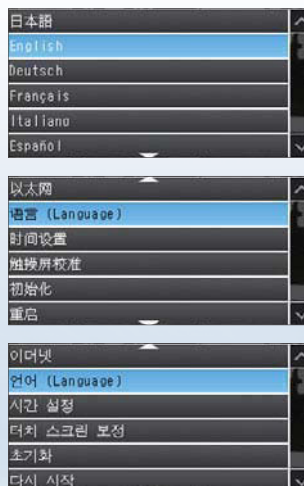 日本語
English
Deutsch
Français
Italiano
Español
以太网
语言 (Language)
时间设置
触摸屏校准
初始化
重启
이더넷
언어 (Language)
시간 설정
터치 스크린 보정
초기화
다시 시작